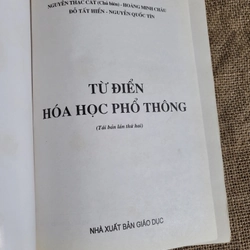 NGUYỄN THẠC CÁT (Chủ biên) - HOÀNG MINH CHÂU
ĐỖ TẤT HIỂN - NGUYỄN QUỐC TÍN
TỪ ĐIỂN
HÓA HỌC PHỔ THÔNG
(Tái bản lần thứ hai)
NHÀ XUẤT BẢN GIÁO DỤC